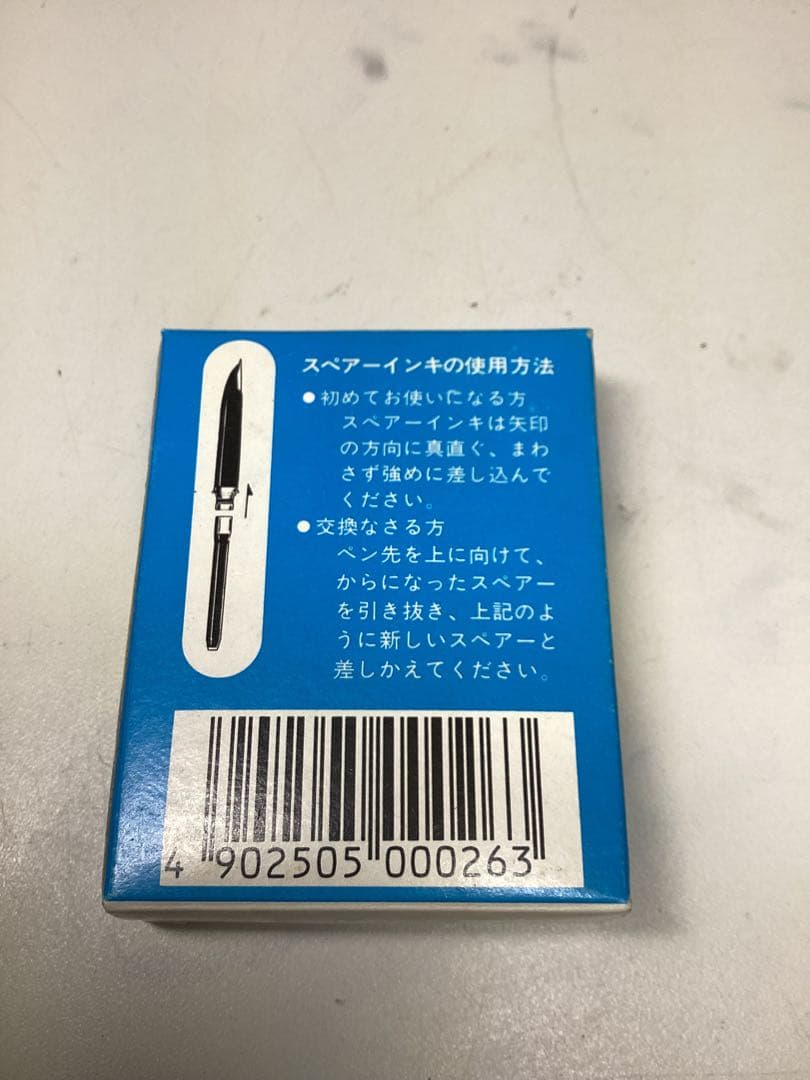 スペアーインキの使用方法
●初めてお使いになる方
スペアーインキは矢印
の方向に真直ぐ、まわ
さず強めに差し込んで
ください。
●交換なさる方
ペン先を上に向けて、
からになったスペアー
を引き抜き、上記のよ
うに新しいスペアーと
差しかえてください。
4 902505 000263